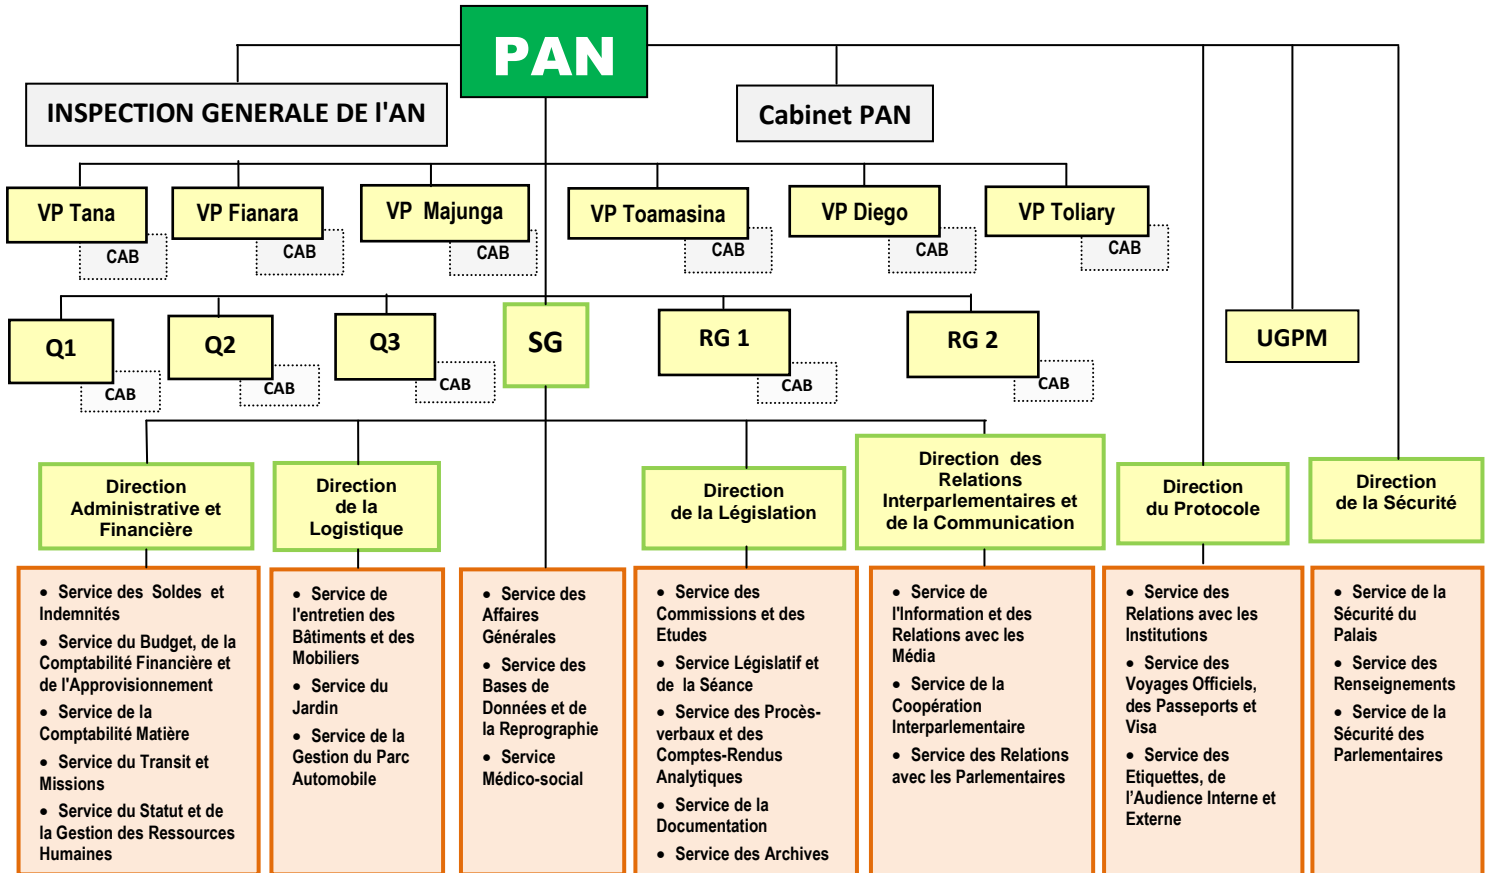 PAN
INSPECTION GENERALE DE l'AN
Cabinet PAN
VP Tana
CAB
VP Fianara
CAB
VP Majunga
CAB
VP Toamasina
CAB
VP Diego
CAB
VP Toliary
CAB
Q1
CAB
Q2
CAB
Q3
CAB
SG
RG 1
CAB
RG 2
CAB
UGPM
Direction
Administrative et
Financière
Direction
de la
Logistique
Direction
de la Législation
Direction des
Relations
Interparlementaires et
de la Communication
Direction
du Protocole
Direction
de la Sécurité
• Service des Soldes et
Indemnités
• Service du Budget, de la
Comptabilité Financière et
de l'Approvisionnement
• Service de la
Comptabilité Matière
• Service du Transit et
Missions
• Service du Statut et de
la Gestion des Ressources
Humaines
• Service de
l'entretien des
Bâtiments et des
Mobiliers
• Service du
Jardin
• Service de la
Gestion du Parc
Automobile
• Service des
Affaires
Générales
• Service des
Bases de
Données et de
la Reprographie
• Service
Médico-social
• Service des
Commissions et des
Etudes
• Service Législatif et
de la Séance
• Service des Procès-
verbaux et des
Comptes-Rendus
Analytiques
• Service de la
Documentation
• Service des Archives
• Service de
l'Information et des
Relations avec les
Média
• Service de la
Coopération
Interparlementaire
• Service des Relations
avec les Parlementaires
• Service des
Relations avec les
Institutions
• Service des
Voyages Officiels,
des Passeports et
Visa
• Service des
Etiquettes, de
l’Audience Interne et
Externe
• Service de la
Sécurité du
Palais
• Service des
Renseignements
• Service de la
Sécurité des
Parlementaires